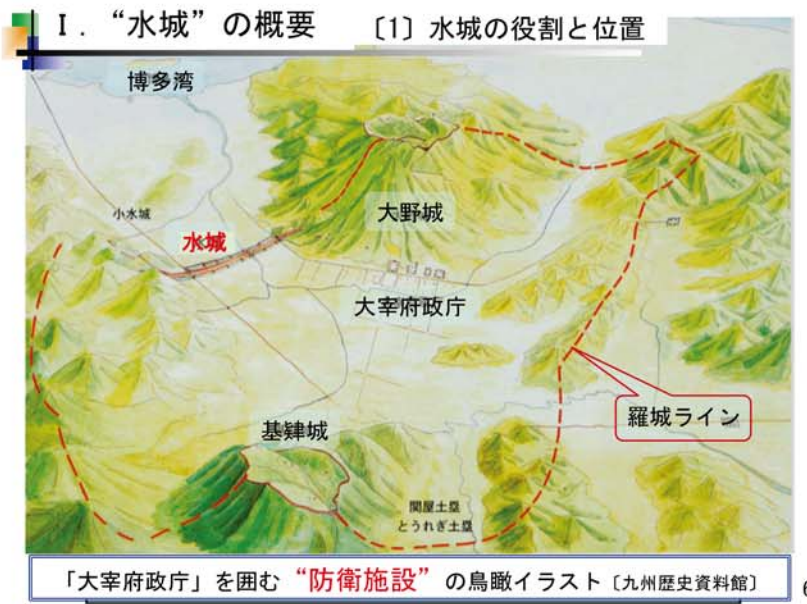 Ⅰ．“水城”の概要 〔1〕水城の役割と位置
博多湾
小水城
水城
大野城
大宰府政庁
羅城ライン
基肄城
関屋土塁
とうれぎ土塁
「大宰府政庁」を囲む“防衛施設”の鳥瞰イラスト〔九州歴史資料館〕